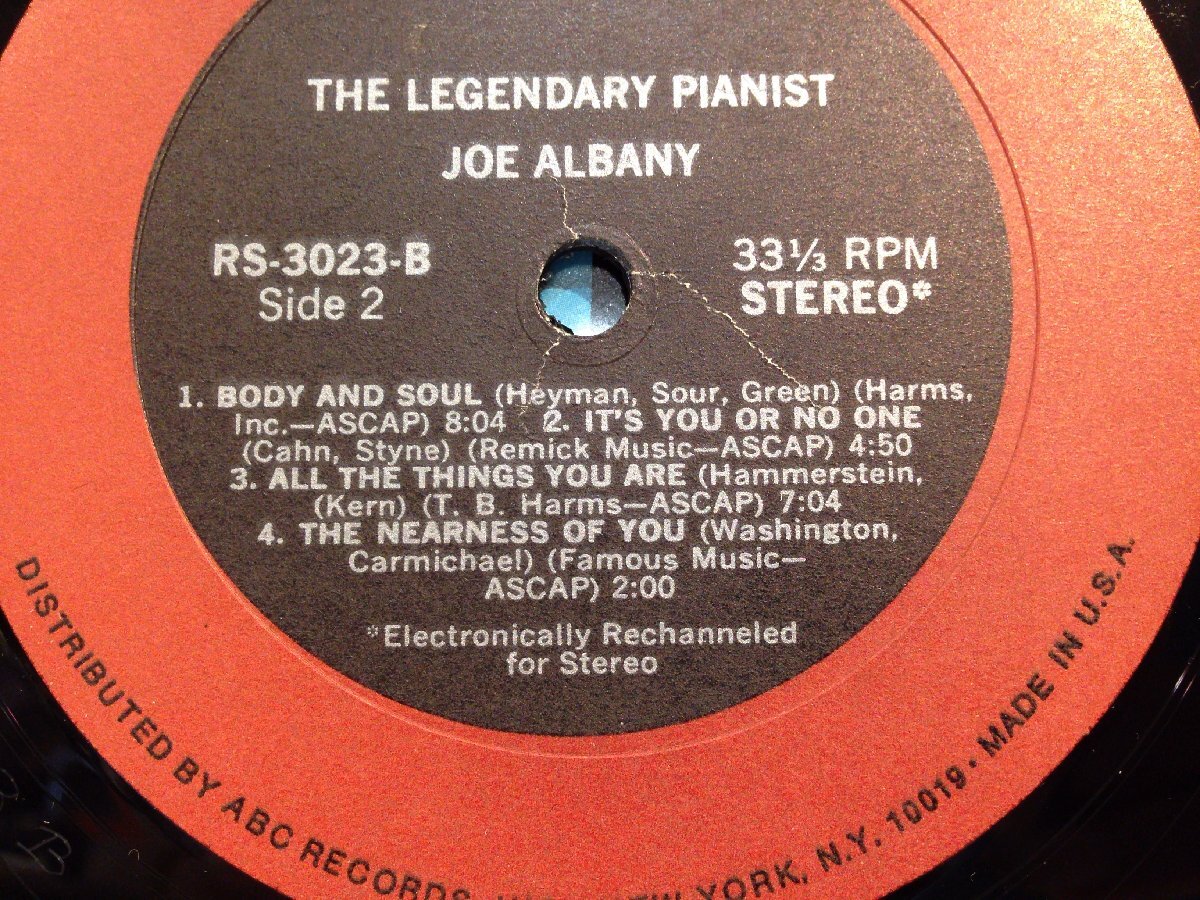 THE LEGENDARY PIANIST
JOE ALBANY
RS-3023-B
Side 2
33⅓ RPM
STEREO*
1. BODY AND SOUL (Heyman, Sour, Green) (Harms,
Inc.—ASCAP) 8:04 2. IT'S YOU OR NO ONE
(Cahn, Styne) (Remick Music—ASCAP) 4:50
3. ALL THE THINGS YOU ARE (Hammerstein,
(Kern) (T. B. Harms—ASCAP) 7:04
4. THE NEARNESS OF YOU (Washington,
Carmichael) (Famous Music—
ASCAP) 2:00
*Electronically Rechanneled
for Stereo
DISTRIBUTED BY ABC RECORDS, NEW YORK, N.Y. 10019 • MADE IN U.S.A.
B